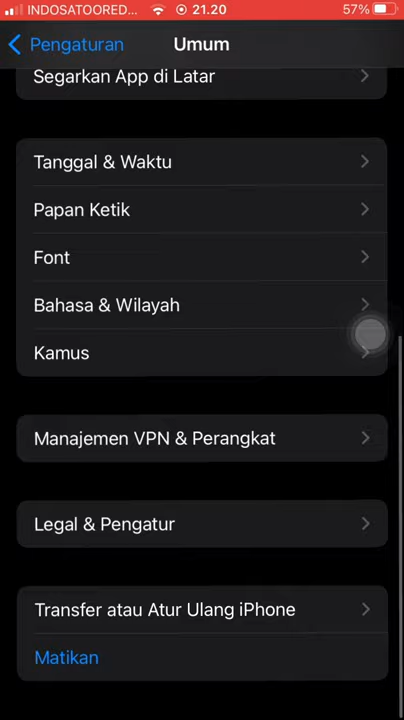 INDOSATOORED... 21.20 57%
Pengaturan Umum
Segarkan App di Latar
Tanggal & Waktu
Papan Ketik
Font
Bahasa & Wilayah
Kamus
Manajemen VPN & Perangkat
Legal & Pengatur
Transfer atau Atur Ulang iPhone
Matikan